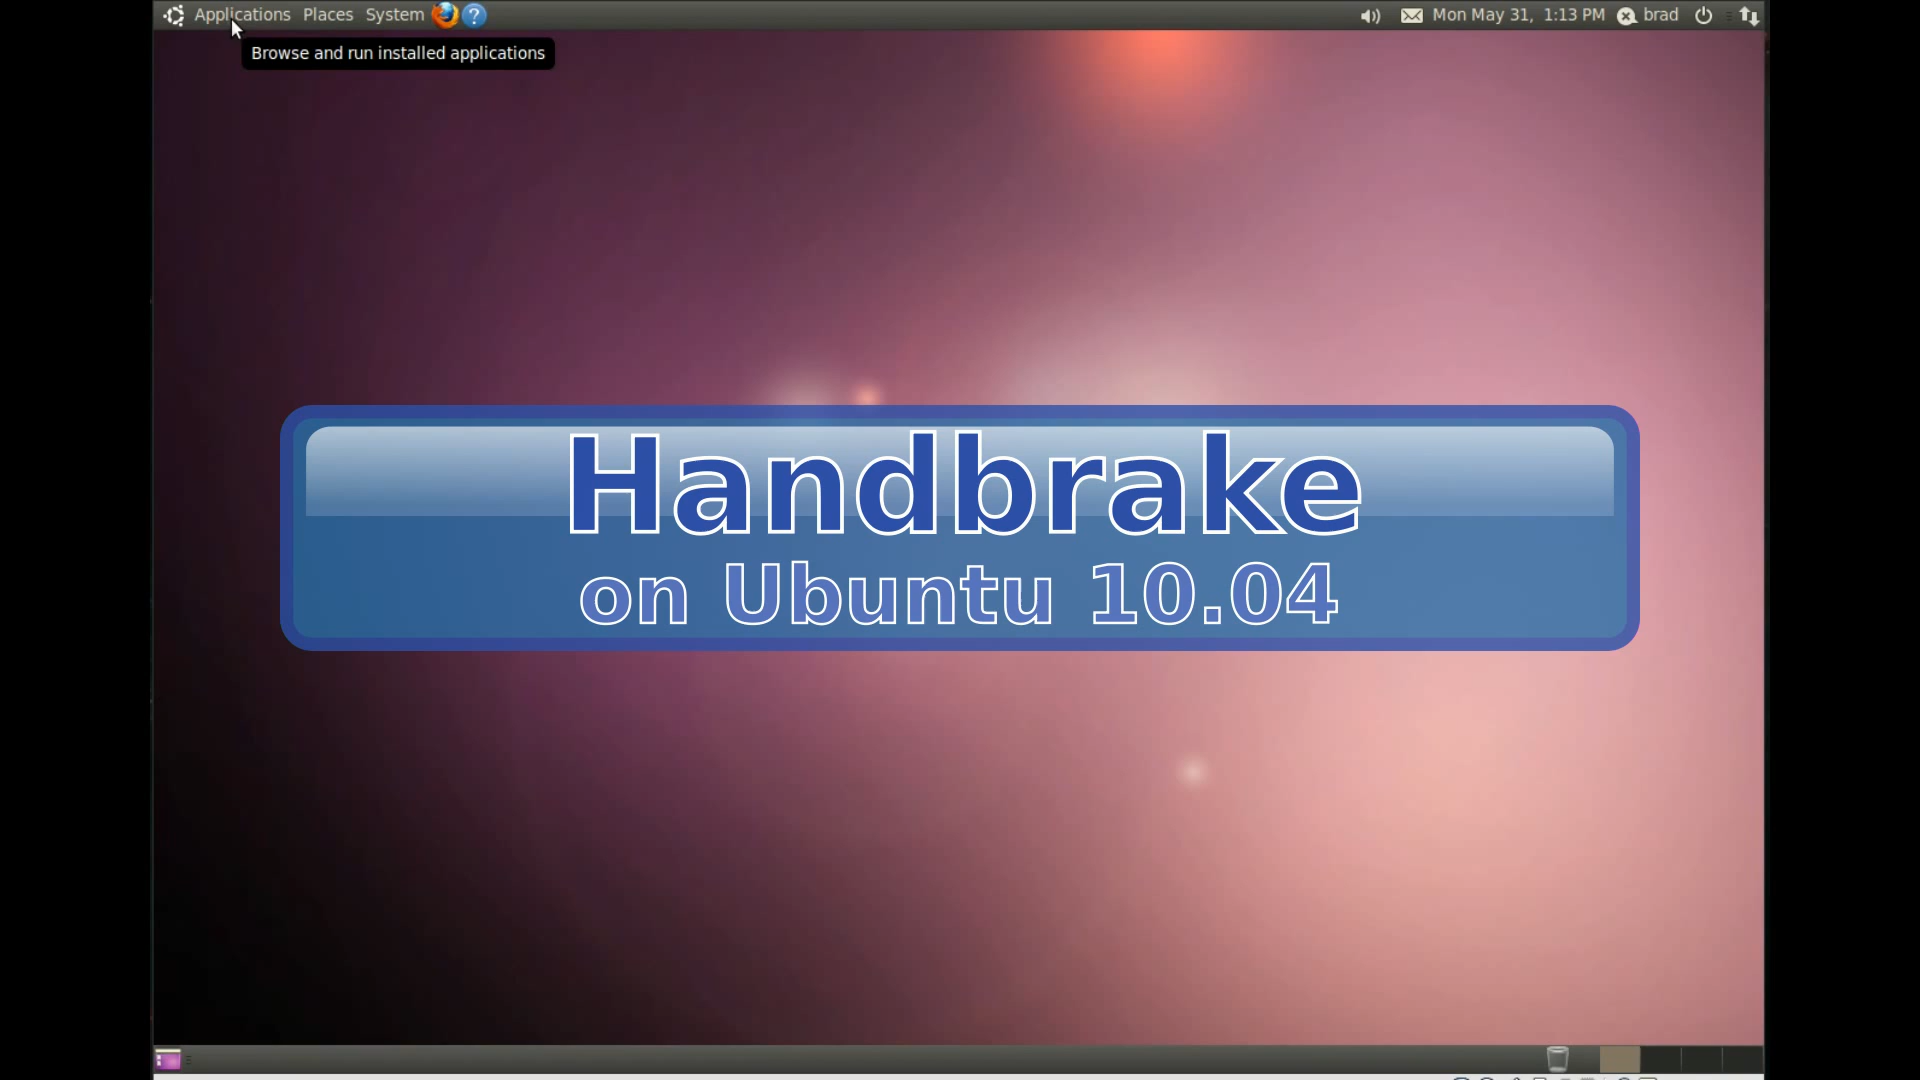 Applications Places System ? Mon May 31, 1:13 PM brad
Browse and run installed applications
Handbrake
on Ubuntu 10.04